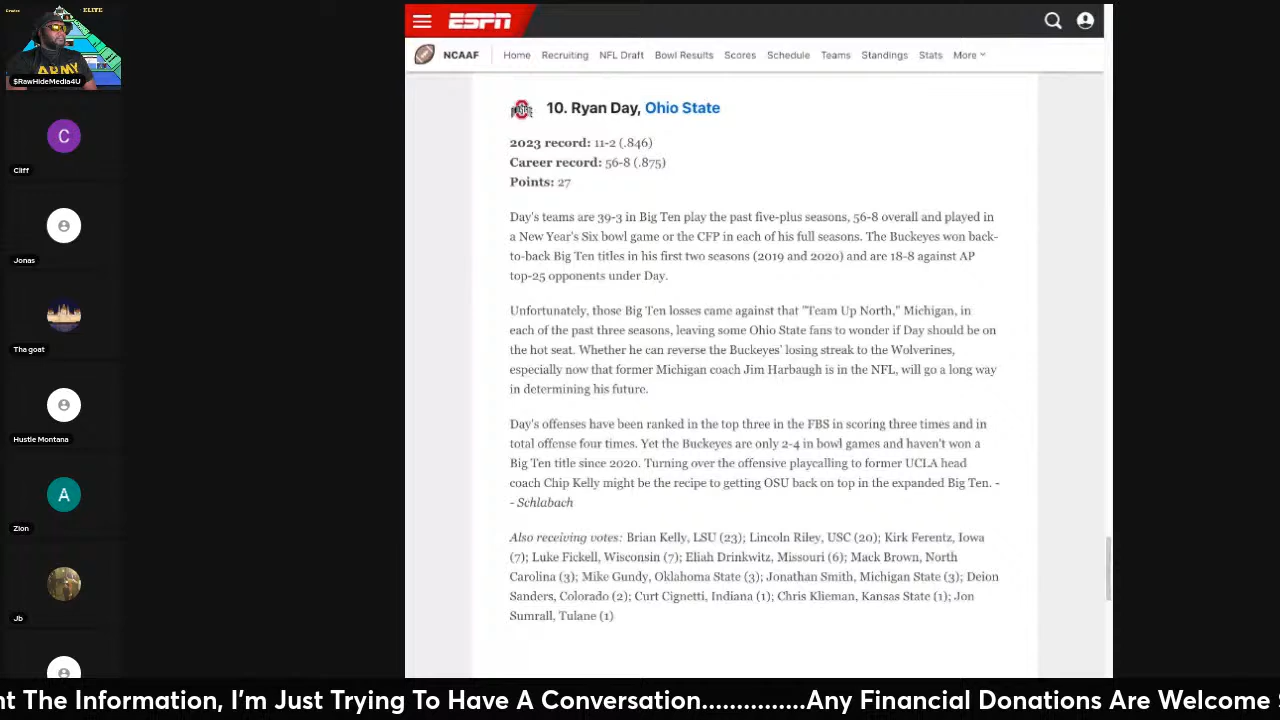 ELITE
ARMY
$RawHideMedia4U
C
Cliff
Jonas
Tha goat
Hustle Montana
A
Zion
Jb
ESPN
NCAAF
Home Recruiting NFL Draft Bowl Results Scores Schedule Teams Standings Stats More
10. Ryan Day, Ohio State
2023 record: 11-2 (.846)
Career record: 56-8 (.875)
Points: 27
Day's teams are 39-3 in Big Ten play the past five-plus seasons, 56-8 overall and played in
a New Year's Six bowl game or the CFP in each of his full seasons. The Buckeyes won back-
to-back Big Ten titles in his first two seasons (2019 and 2020) and are 18-8 against AP
top-25 opponents under Day.
Unfortunately, those Big Ten losses came against that "Team Up North," Michigan, in
each of the past three seasons, leaving some Ohio State fans to wonder if Day should be on
the hot seat. Whether he can reverse the Buckeyes' losing streak to the Wolverines,
especially now that former Michigan coach Jim Harbaugh is in the NFL, will go a long way
in determining his future.
Day's offenses have been ranked in the top three in the FBS in scoring three times and in
total offense four times. Yet the Buckeyes are only 2-4 in bowl games and haven't won a
Big Ten title since 2020. Turning over the offensive playcalling to former UCLA head
coach Chip Kelly might be the recipe to getting OSU back on top in the expanded Big Ten. -
- Schlabach
Also receiving votes: Brian Kelly, LSU (23); Lincoln Riley, USC (20); Kirk Ferentz, Iowa
(7); Luke Fickell, Wisconsin (7); Eliah Drinkwitz, Missouri (6); Mack Brown, North
Carolina (3); Mike Gundy, Oklahoma State (3); Jonathan Smith, Michigan State (3); Deion
Sanders, Colorado (2); Curt Cignetti, Indiana (1); Chris Klieman, Kansas State (1); Jon
Sumrall, Tulane (1)
nt The Information, I'm Just Trying To Have A Conversation...............Any Financial Donations Are Welcome